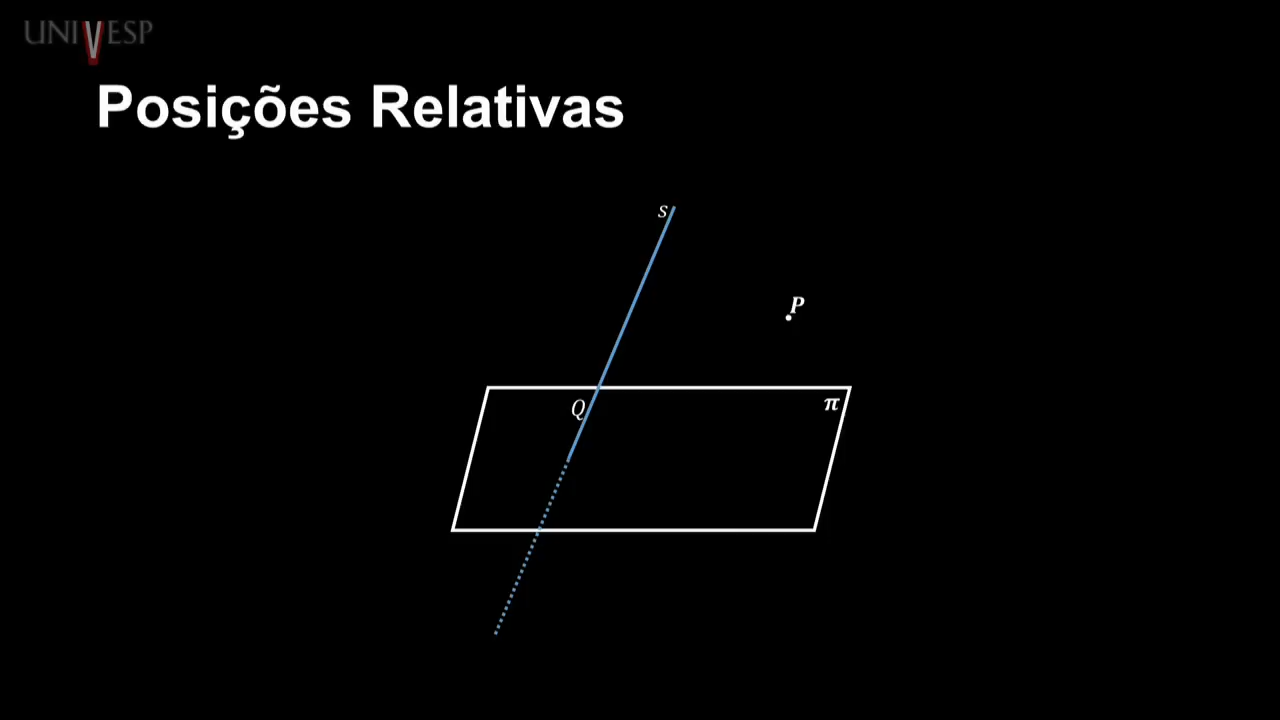 UNIVESP
Posições Relativas
s
P
Q
π